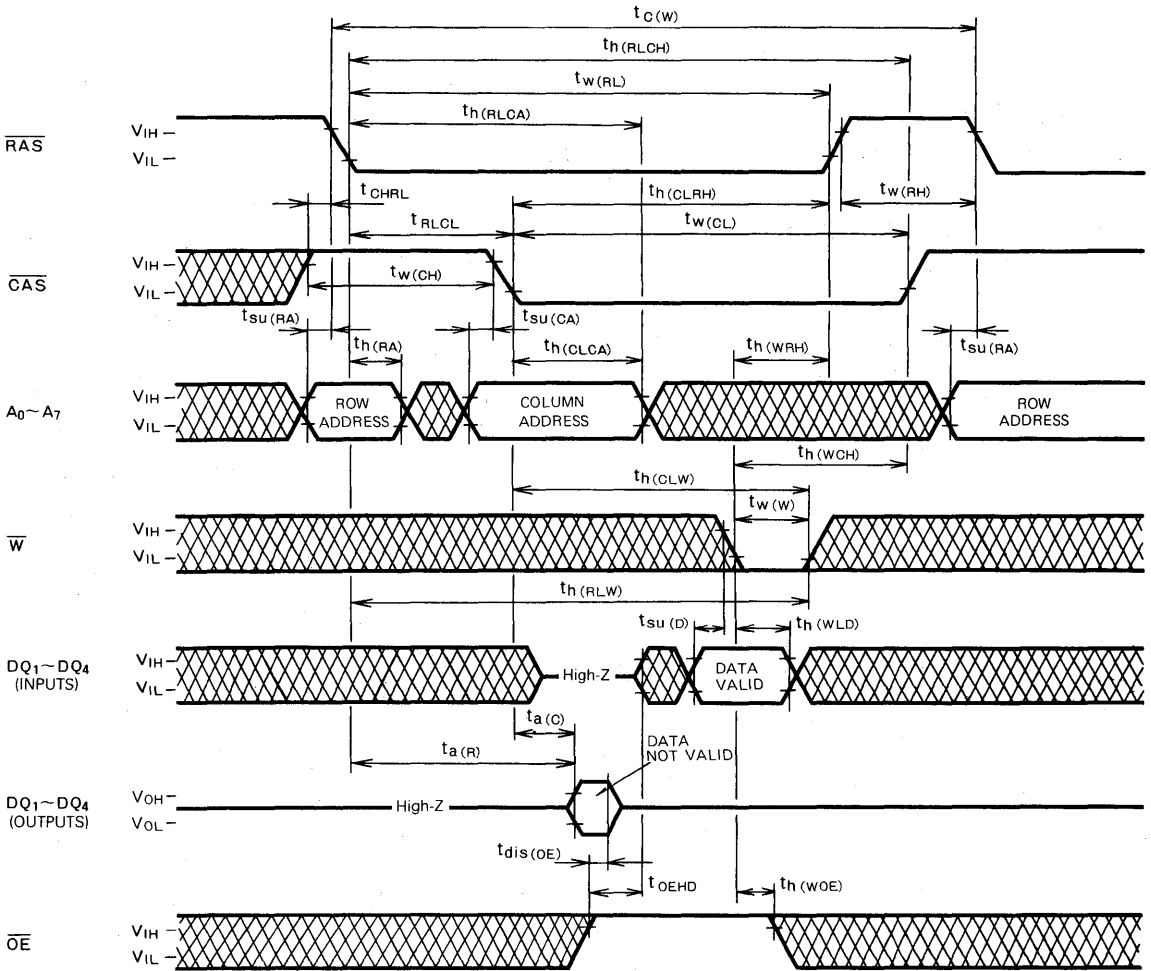 tC(W)
th(RLCH)
tW(RL)
th(RLCA)
RAS
VIH
VIL
tCHRL
th(CLRH)
tW(RH)
tRLCL
tW(CL)
CAS
VIH
VIL
tW(CH)
tsu(RA)
tsu(CA)
th(RA)
th(CLCA)
th(WRH)
tsu(RA)
A0~A7
VIH
VIL
ROW
ADDRESS
COLUMN
ADDRESS
ROW
ADDRESS
th(WCH)
th(CLW)
tW(W)
W
VIH
VIL
th(RLW)
tsu(D)
th(WLD)
DQ1~DQ4
(INPUTS)
VIH
VIL
High-Z
DATA
VALID
ta(C)
ta(R)
DATA
NOT VALID
DQ1~DQ4
(OUTPUTS)
VOH
VOL
High-Z
tdis(OE)
tOEHD
th(WOE)
OE
VIH
VIL